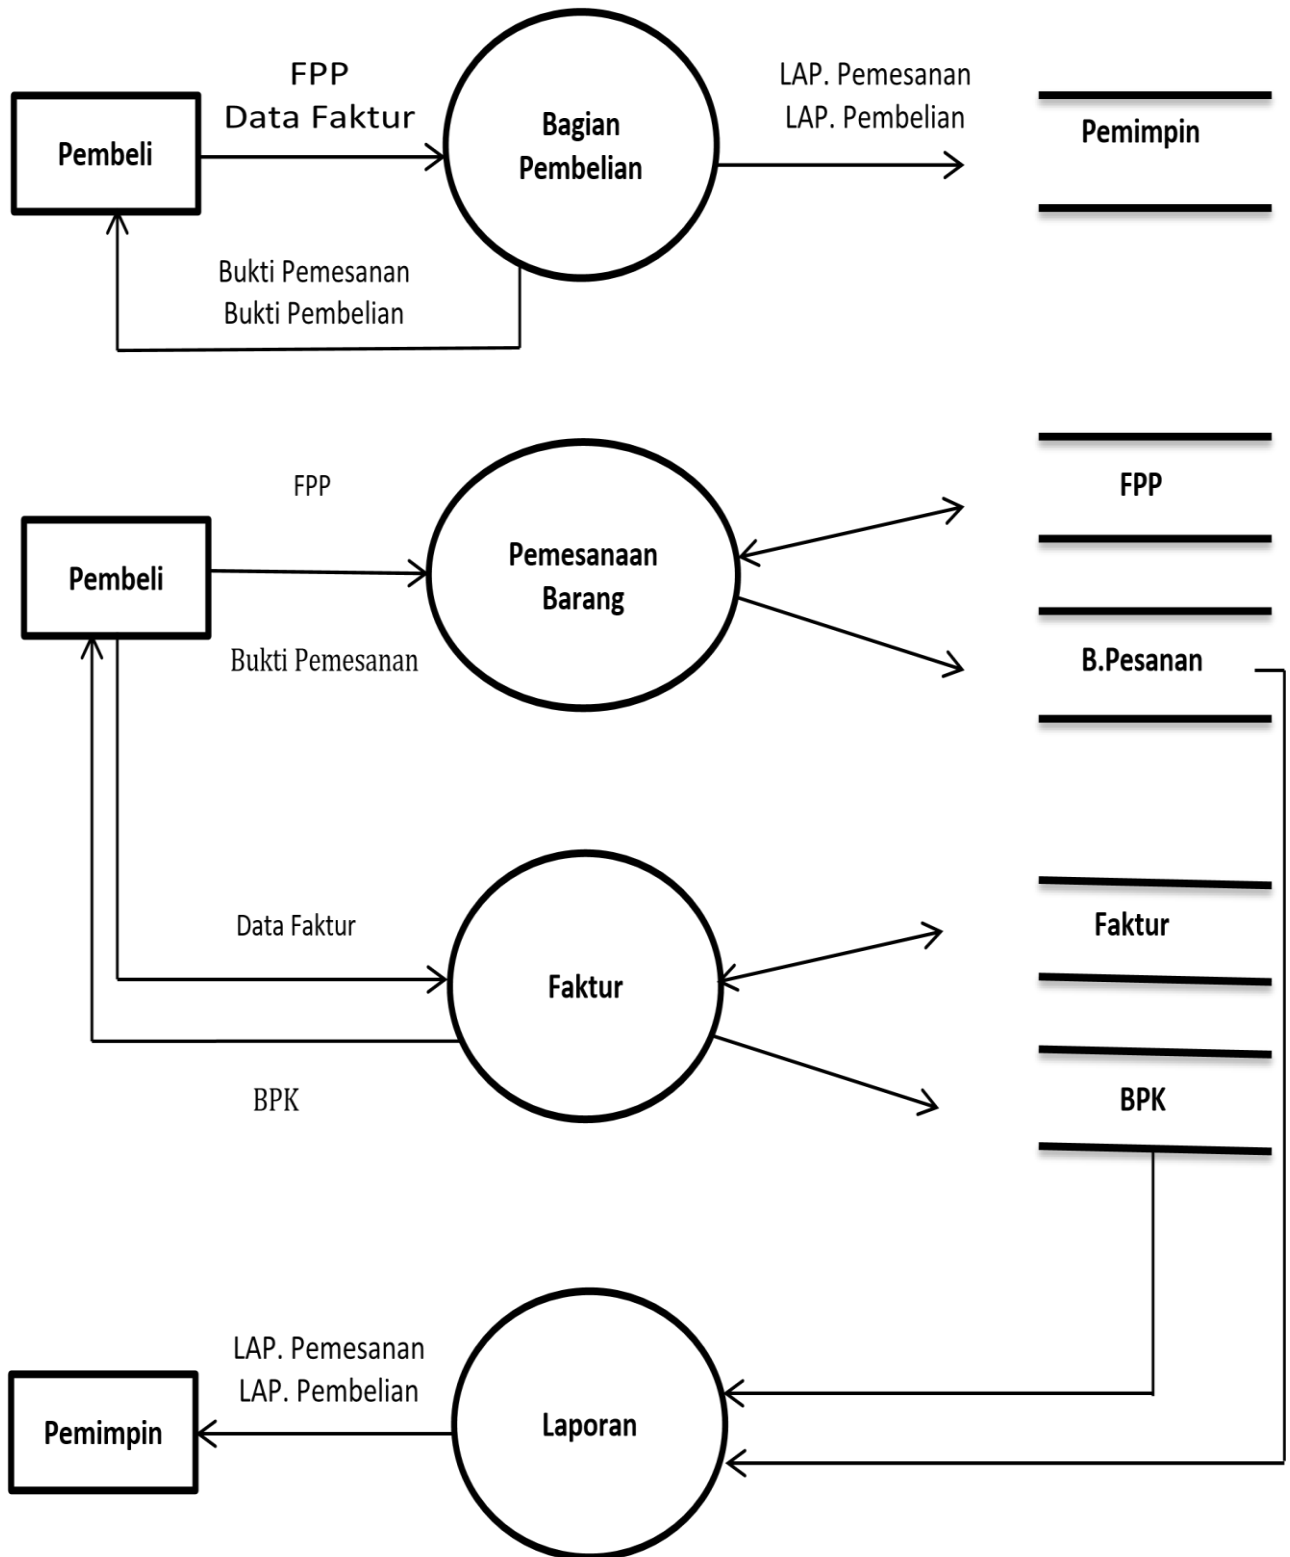 FPP
Data Faktur
LAP. Pemesanan
LAP. Pembelian
Pembeli
Bagian
Pembelian
Pemimpin
Bukti Pemesanan
Bukti Pembelian
FPP
FPP
Pembeli
Pemesanaan
Barang
Bukti Pemesanan
B.Pesanan
Data Faktur
Faktur
Faktur
BPK
BPK
LAP. Pemesanan
LAP. Pembelian
Pemimpin
Laporan